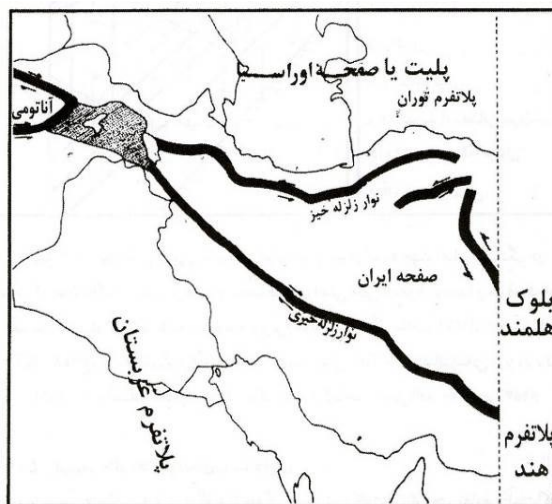 پلیت یا صفحه اوراسیا
پلاتفرم توران
آناتومی
نوار زلزله خیز
صفحه ایران
نوار زلزله خیزی
بلوک
هلمند
پلاتفرم عربستان
پلاتفرم
هند